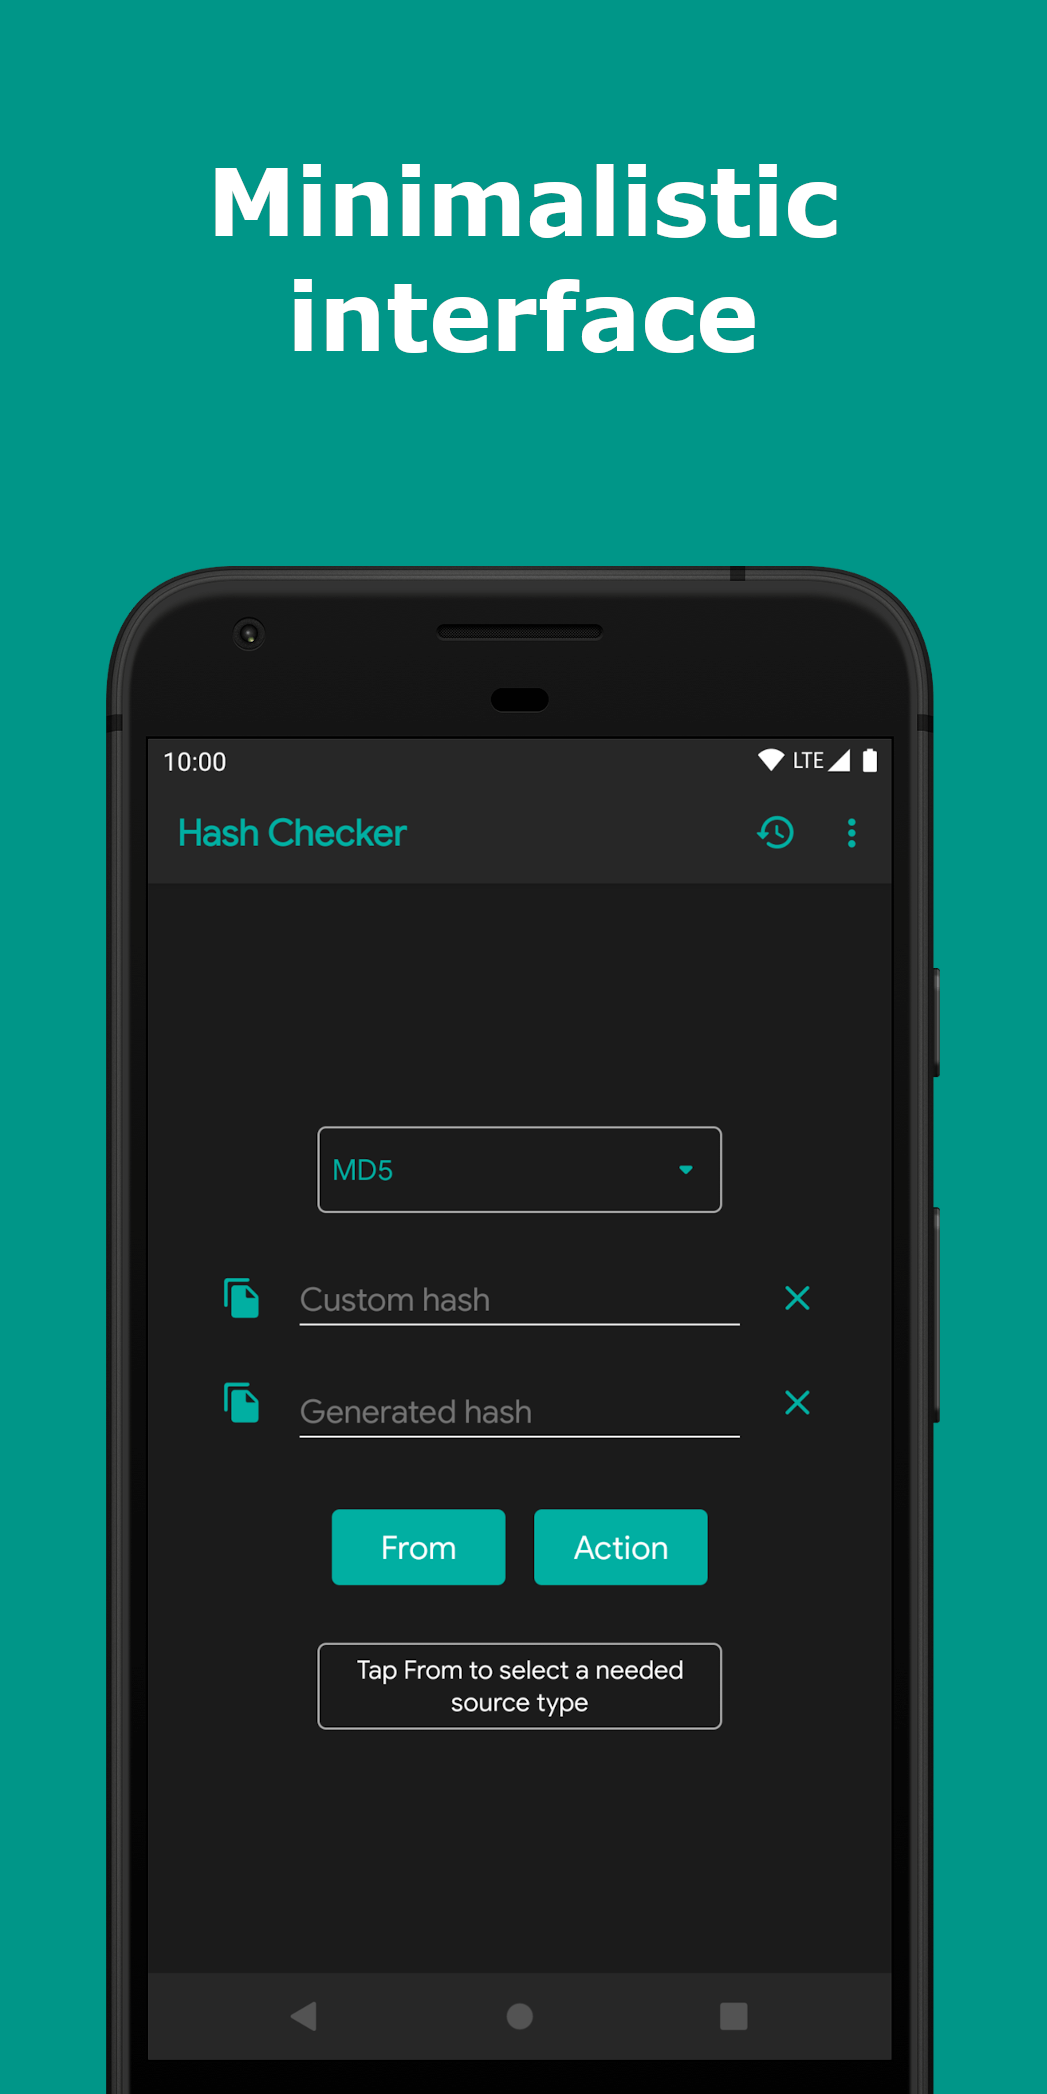 Minimalistic
interface
10:00
LTE
Hash Checker
MD5
Custom hash
Generated hash
From
Action
Tap From to select a needed
source type